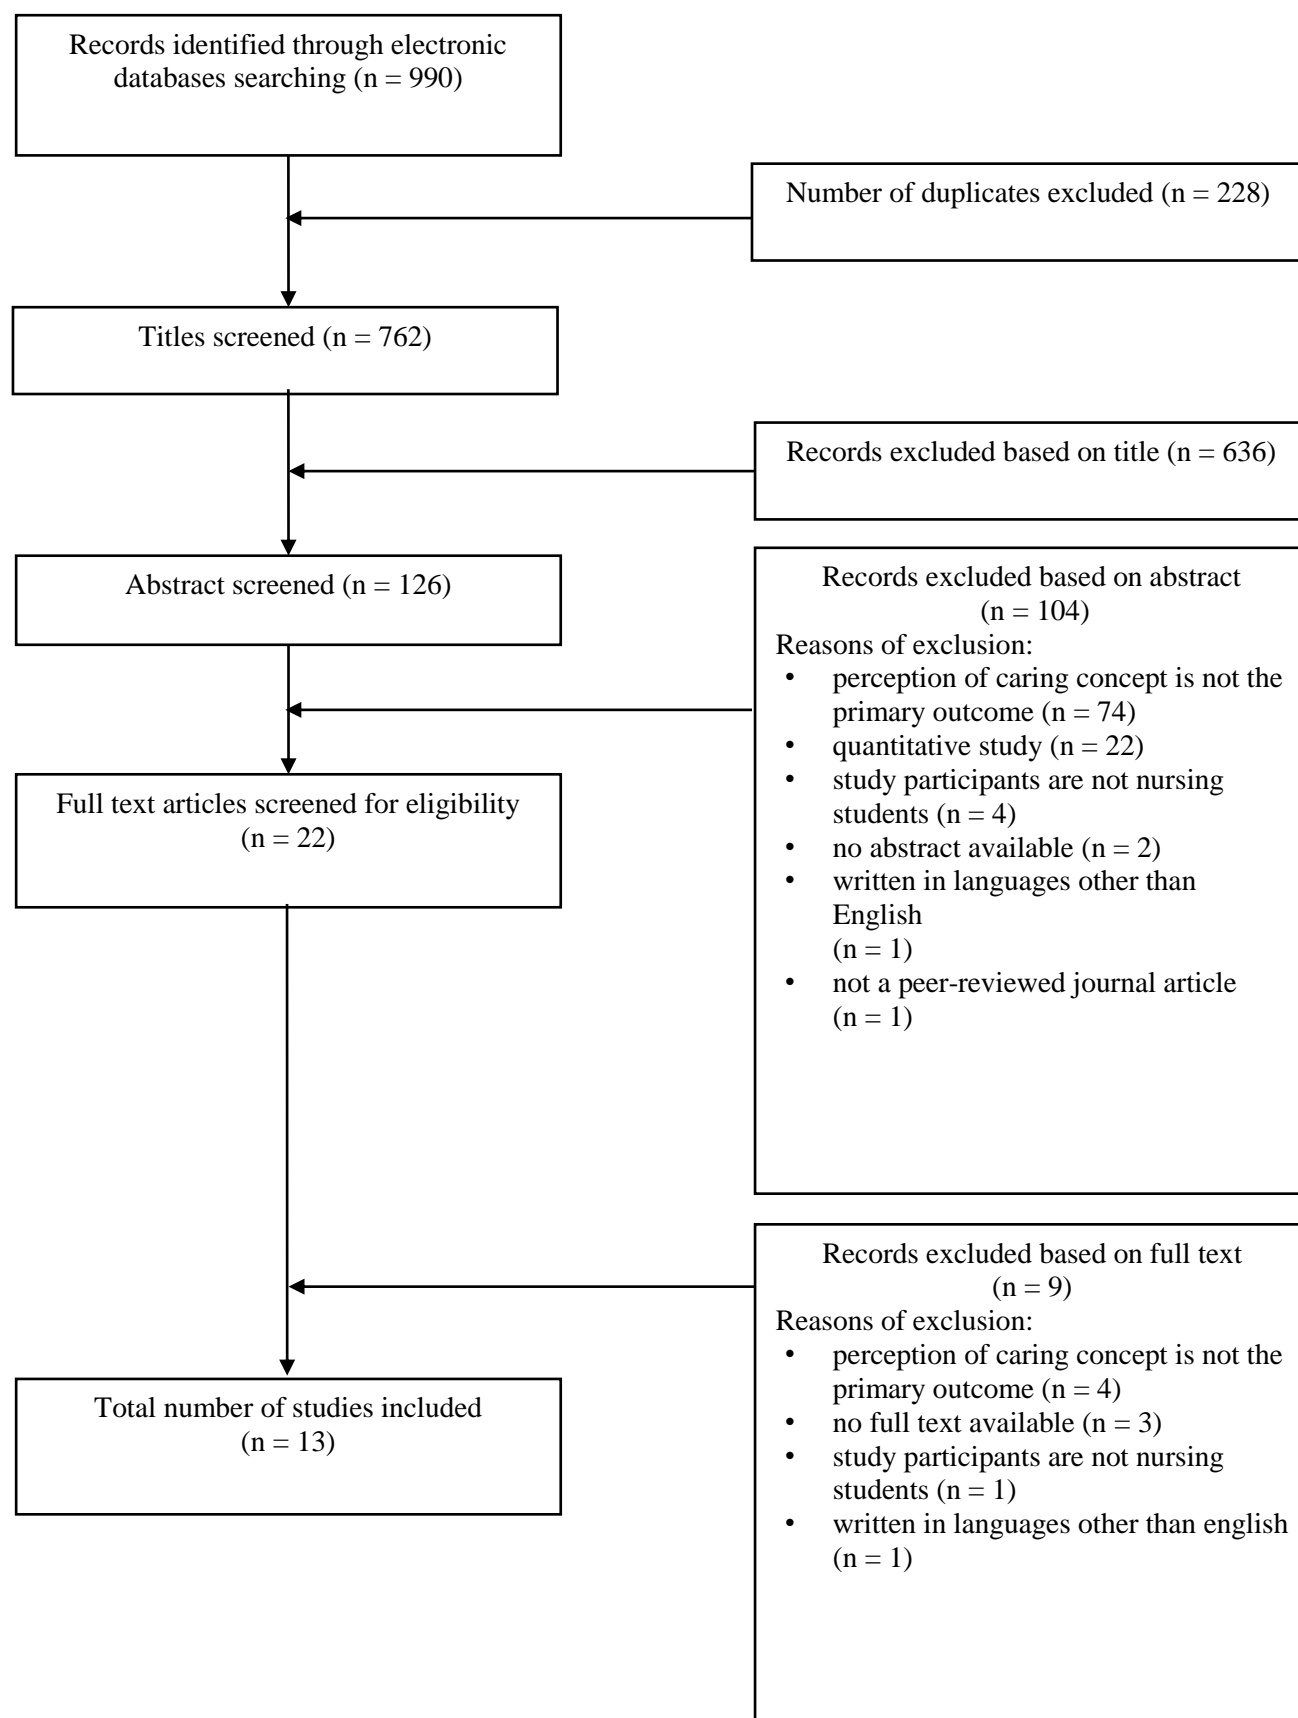 Records identified through electronic
databases searching (n = 990)
Number of duplicates excluded (n = 228)
Titles screened (n = 762)
Records excluded based on title (n = 636)
Abstract screened (n = 126)
Records excluded based on abstract
(n = 104)
Reasons of exclusion:
• perception of caring concept is not the
primary outcome (n = 74)
• quantitative study (n = 22)
• study participants are not nursing
students (n = 4)
• no abstract available (n = 2)
• written in languages other than
English
(n = 1)
• not a peer-reviewed journal article
(n = 1)
Full text articles screened for eligibility
(n = 22)
Records excluded based on full text
(n = 9)
Reasons of exclusion:
• perception of caring concept is not the
primary outcome (n = 4)
• no full text available (n = 3)
• study participants are not nursing
students (n = 1)
• written in languages other than english
(n = 1)
Total number of studies included
(n = 13)